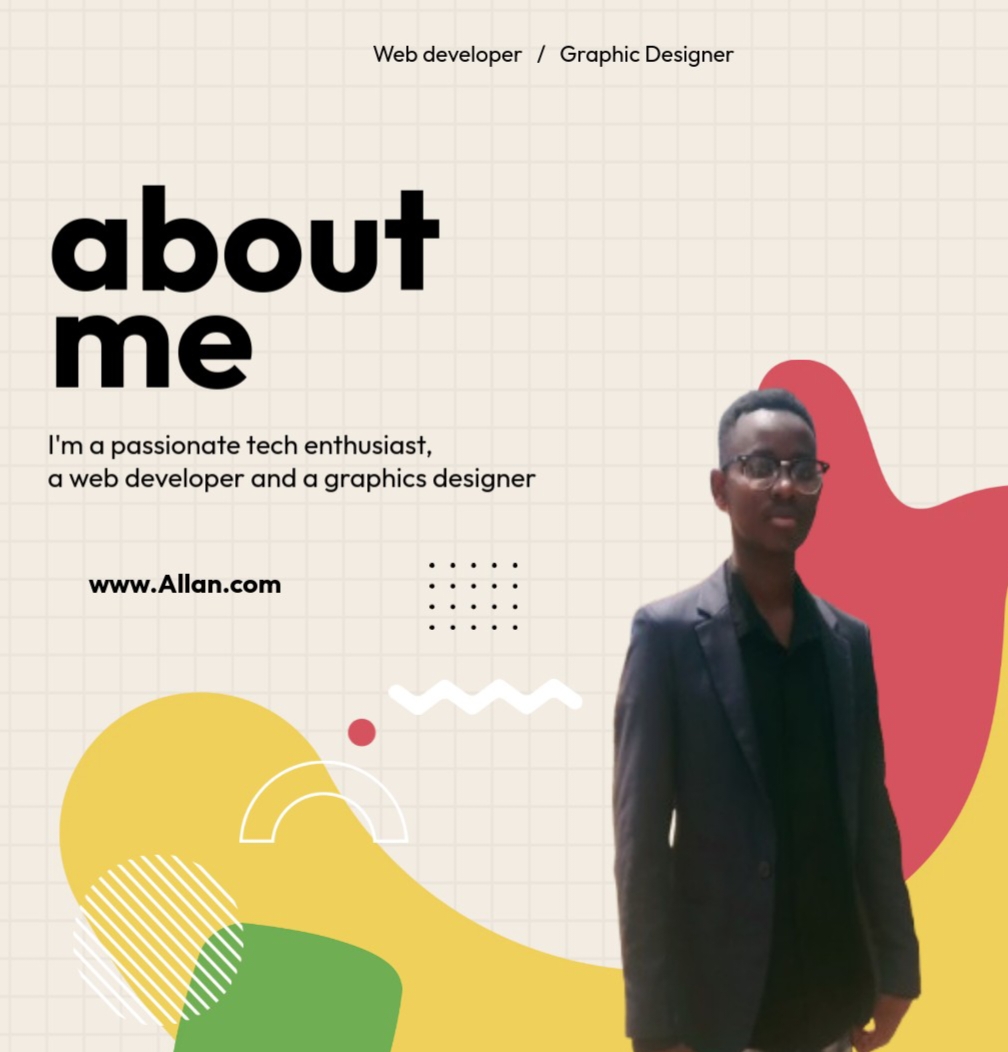 Web developer / Graphic Designer
about
me
I'm a passionate tech enthusiast,
a web developer and a graphics designer
www.Allan.com